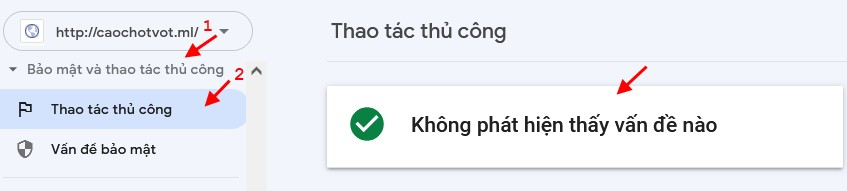 http://caochotvot.ml/
1
Bảo mật và thao tác thủ công
2
Thao tác thủ công
Vấn đề bảo mật
Thao tác thủ công
Không phát hiện thấy vấn đề nào